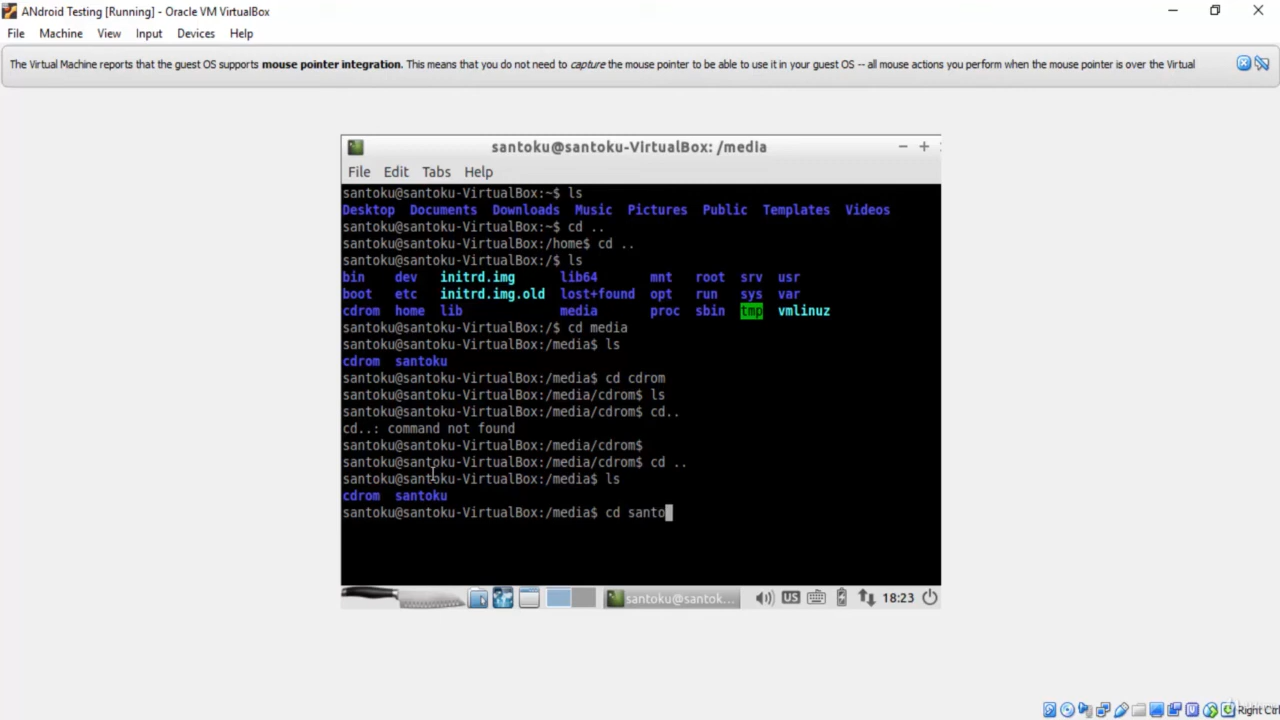 ANdroid Testing [Running] - Oracle VM VirtualBox
File Machine View Input Devices Help
The Virtual Machine reports that the guest OS supports mouse pointer integration. This means that you do not need to capture the mouse pointer to be able to use it in your guest OS -- all mouse actions you perform when the mouse pointer is over the Virtual
santoku@santoku-VirtualBox: /media
File Edit Tabs Help
santoku@santoku-VirtualBox:~$ ls
Desktop Documents Downloads Music Pictures Public Templates Videos
santoku@santoku-VirtualBox:~$ cd ..
santoku@santoku-VirtualBox:/home$ cd ..
santoku@santoku-VirtualBox:/$ ls
bin dev initrd.img lib64 mnt root srv usr
boot etc initrd.img.old lost+found opt run sys var
cdrom home lib media proc sbin tmp vmlinuz
santoku@santoku-VirtualBox:/$ cd media
santoku@santoku-VirtualBox:/media$ ls
cdrom santoku
santoku@santoku-VirtualBox:/media$ cd cdrom
santoku@santoku-VirtualBox:/media/cdrom$ ls
santoku@santoku-VirtualBox:/media/cdrom$ cd..
cd..: command not found
santoku@santoku-VirtualBox:/media/cdrom$
santoku@santoku-VirtualBox:/media/cdrom$ cd ..
santoku@santoku-VirtualBox:/media$ ls
cdrom santoku
santoku@santoku-VirtualBox:/media$ cd santo
santoku@santok... US 18:23
Right Ctrl